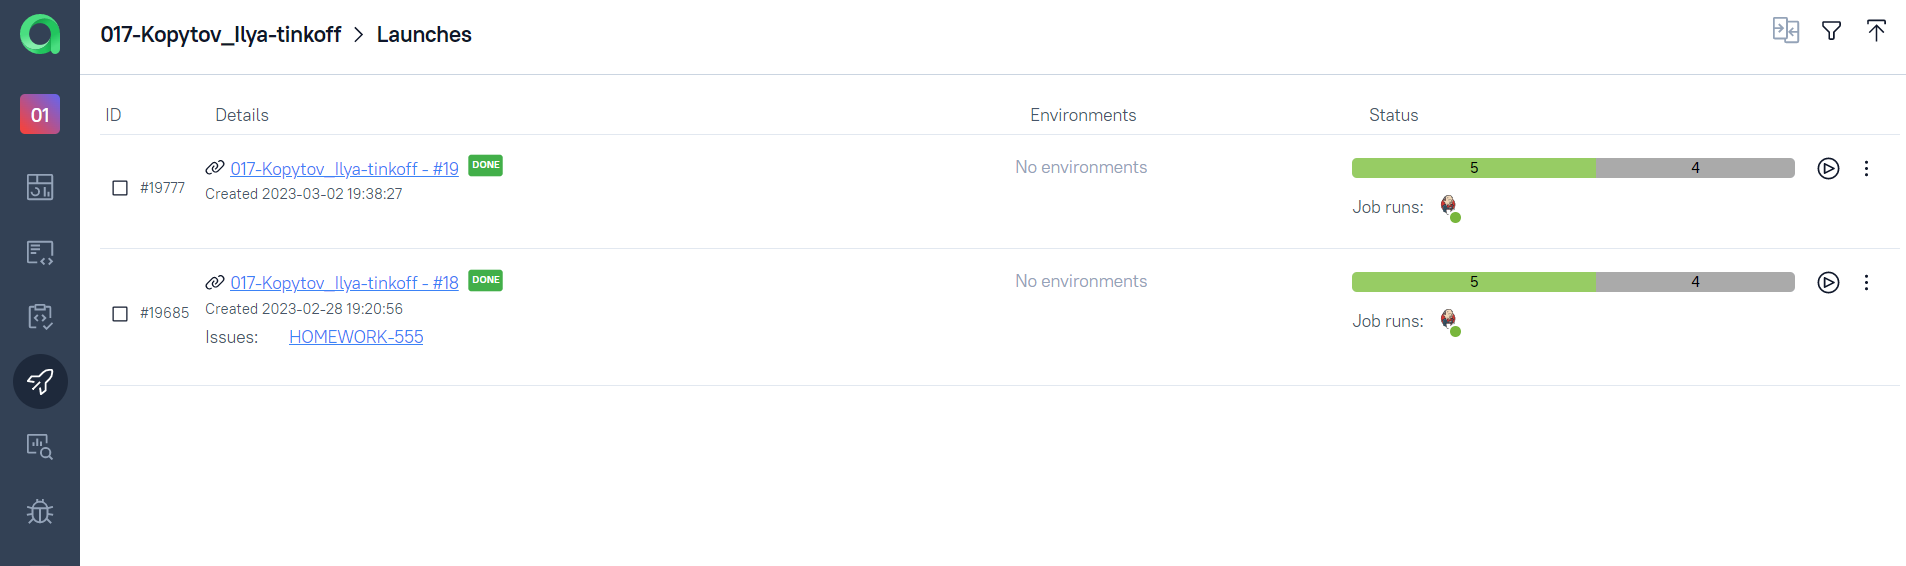 017-Kopytov_Ilya-tinkoff > Launches
01
ID Details Environments Status
017-Kopytov_Ilya-tinkoff - #19 DONE No environments 5 4
#19777
Created 2023-03-02 19:38:27
Job runs:
017-Kopytov_Ilya-tinkoff - #18 DONE No environments 5 4
Created 2023-02-28 19:20:56
#19685
Job runs:
Issues: HOMEWORK-555